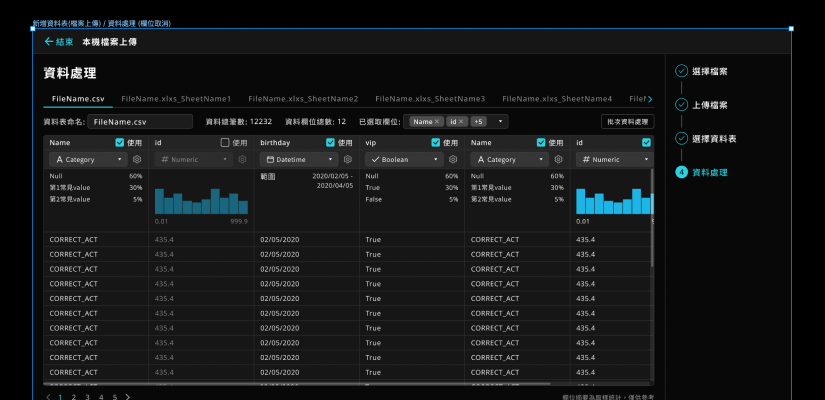 新增資料表(檔案上傳) / 資料處理 (欄位取消)
結束 本機檔案上傳
資料處理
FileName.csv FileName.xlxs_SheetName1 FileName.xlxs_SheetName2 FileName.xlxs_SheetName3 FileName.xlxs_SheetName4
資料表命名: FileName.csv 資料總筆數: 12232 資料欄位總數: 12 已選取欄位: Name × id × +5 批次資料處理
Name 使用 id 使用 birthday 使用 vip 使用 Name 使用 id
A Category # Numeric Datetime Boolean A Category # Numeric
Null 60% 範圍 2020/02/05 - Null 60% Null 60%
第1常見value 30% 2020/04/05 True 30% 第1常見value 30%
第2常見value 5% False 5% 第2常見value 5%
0.01 999.9 0.01
CORRECT_ACT 435.4 02/05/2020 True CORRECT_ACT 435.4
CORRECT_ACT 435.4 02/05/2020 True CORRECT_ACT 435.4
CORRECT_ACT 435.4 02/05/2020 True CORRECT_ACT 435.4
CORRECT_ACT 435.4 02/05/2020 True CORRECT_ACT 435.4
CORRECT_ACT 435.4 02/05/2020 True CORRECT_ACT 435.4
CORRECT_ACT 435.4 02/05/2020 True CORRECT_ACT 435.4
CORRECT_ACT 435.4 02/05/2020 True CORRECT_ACT 435.4
CORRECT_ACT 435.4 02/05/2020 True CORRECT_ACT 435.4
CORRECT_ACT 435.4 02/05/2020 True CORRECT_ACT 435.4
CORRECT_ACT 435.4 02/05/2020 True CORRECT_ACT 435.4
1 2 3 4 5
欄位摘要為取樣統計，僅供參考
選擇檔案
上傳檔案
選擇資料表
4 資料處理